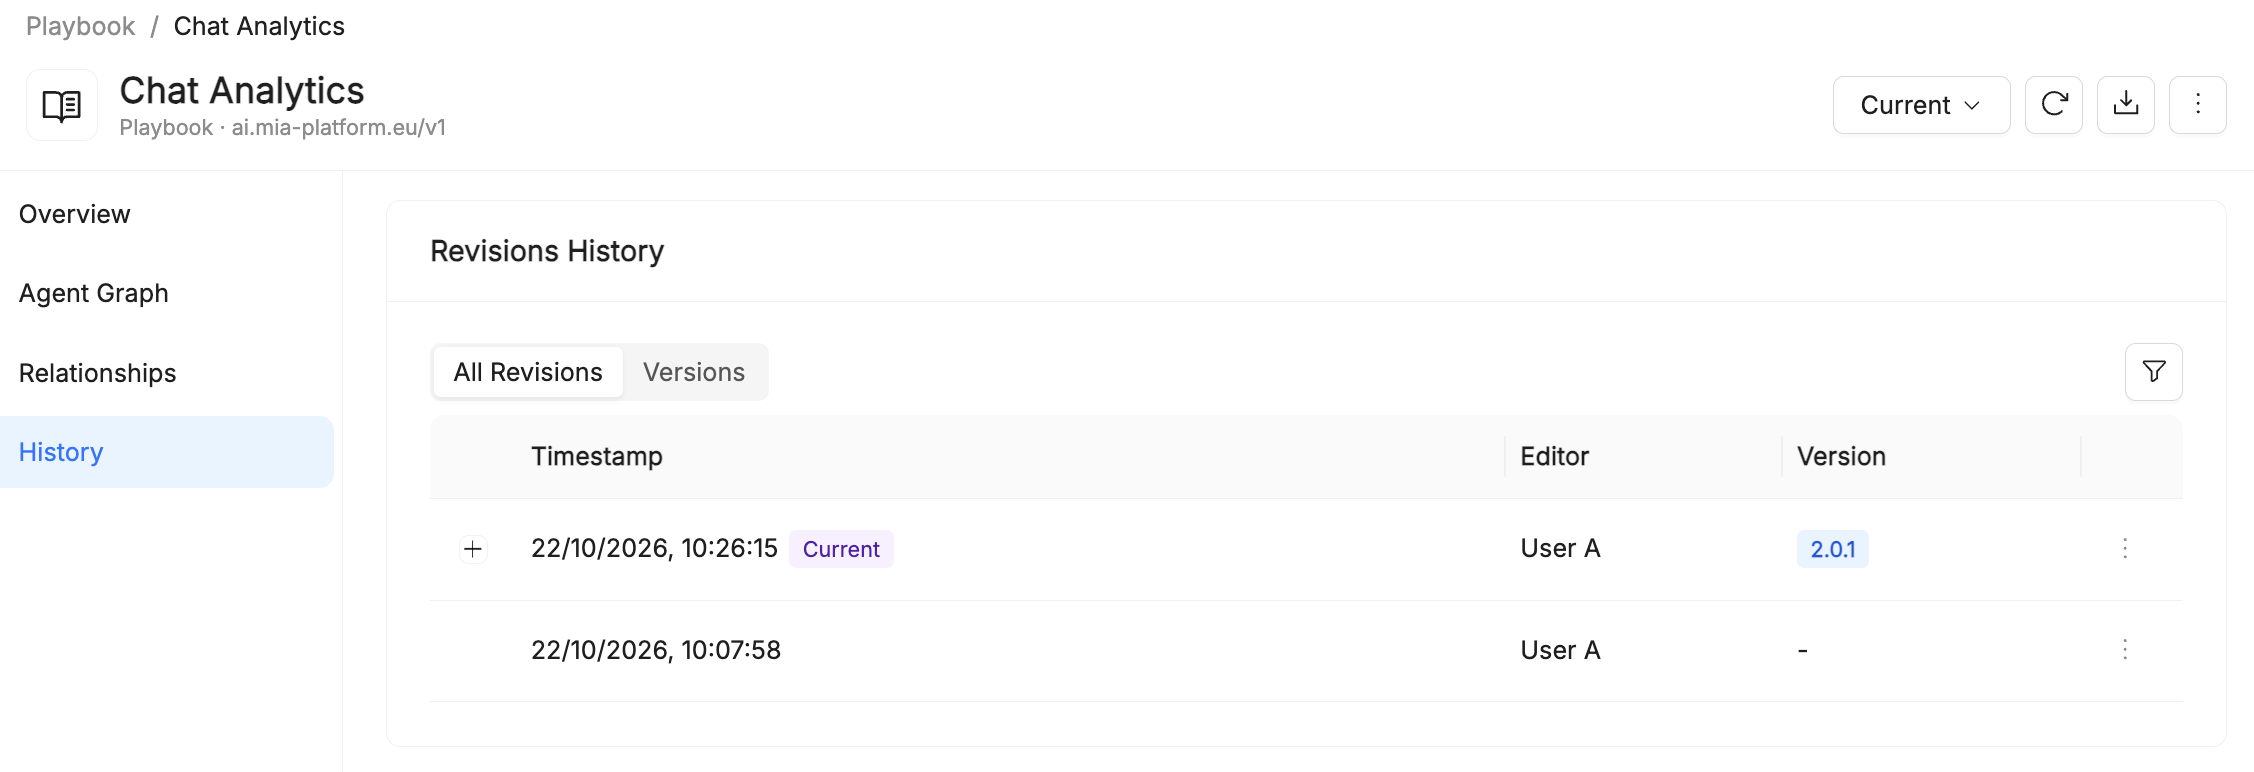 Playbook / Chat Analytics
Chat Analytics
Playbook · ai.mia-platform.eu/v1
Current
Overview
Agent Graph
Relationships
History
Revisions History
All Revisions Versions
Timestamp Editor Version
22/10/2026, 10:26:15 Current User A 2.0.1
22/10/2026, 10:07:58 User A -